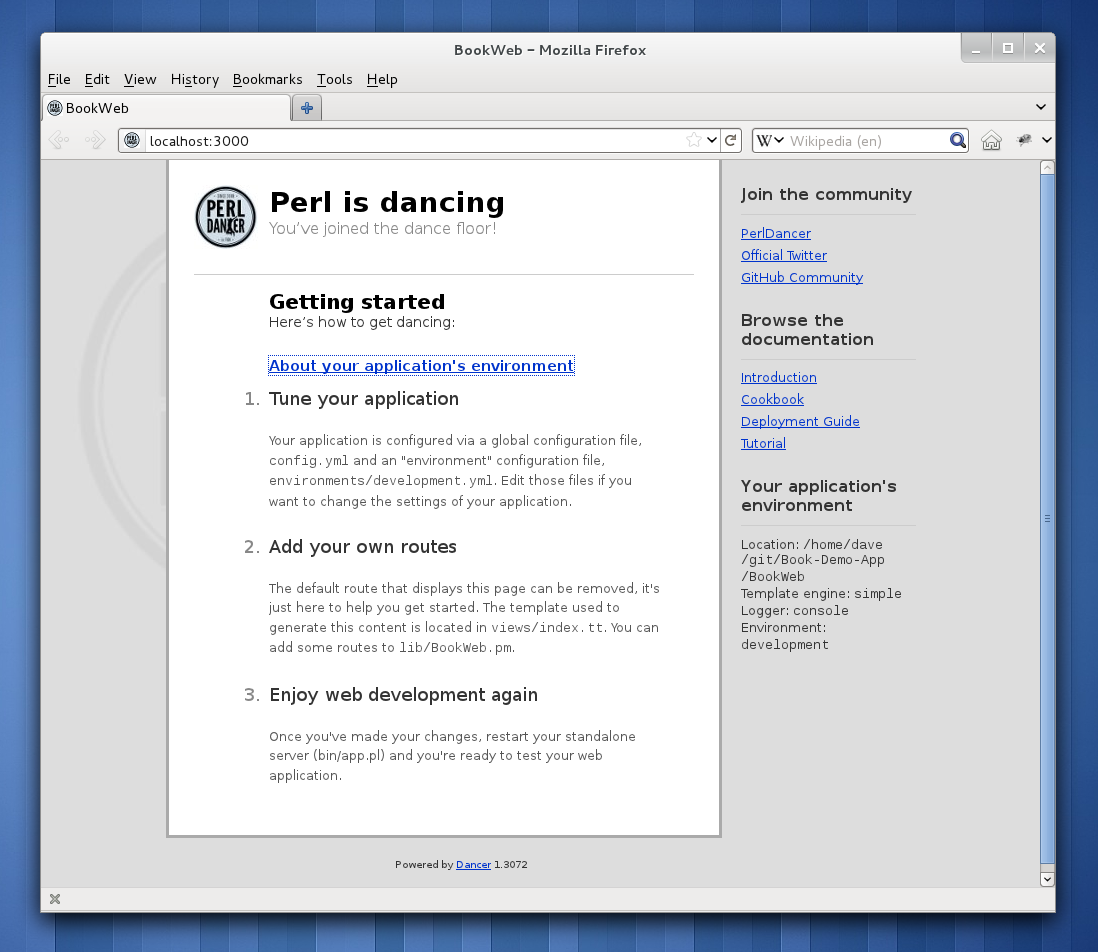 BookWeb – Mozilla Firefox
File Edit View History Bookmarks Tools Help
BookWeb
localhost:3000
W Wikipedia (en)
PERL
DANCER
Perl is dancing
You’ve joined the dance floor!
Getting started
Here’s how to get dancing:
About your application's environment
1. Tune your application
Your application is configured via a global configuration file,
config.yml and an "environment" configuration file,
environments/development.yml. Edit those files if you
want to change the settings of your application.
2. Add your own routes
The default route that displays this page can be removed, it's
just here to help you get started. The template used to
generate this content is located in views/index.tt. You can
add some routes to lib/BookWeb.pm.
3. Enjoy web development again
Once you've made your changes, restart your standalone
server (bin/app.pl) and you're ready to test your web
application.
Join the community
PerlDancer
Official Twitter
GitHub Community
Browse the
documentation
Introduction
Cookbook
Deployment Guide
Tutorial
Your application's
environment
Location: /home/dave
/git/Book-Demo-App
/BookWeb
Template engine: simple
Logger: console
Environment:
development
Powered by Dancer 1.3072